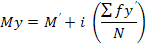 My = M' + i (Σfy' / N)